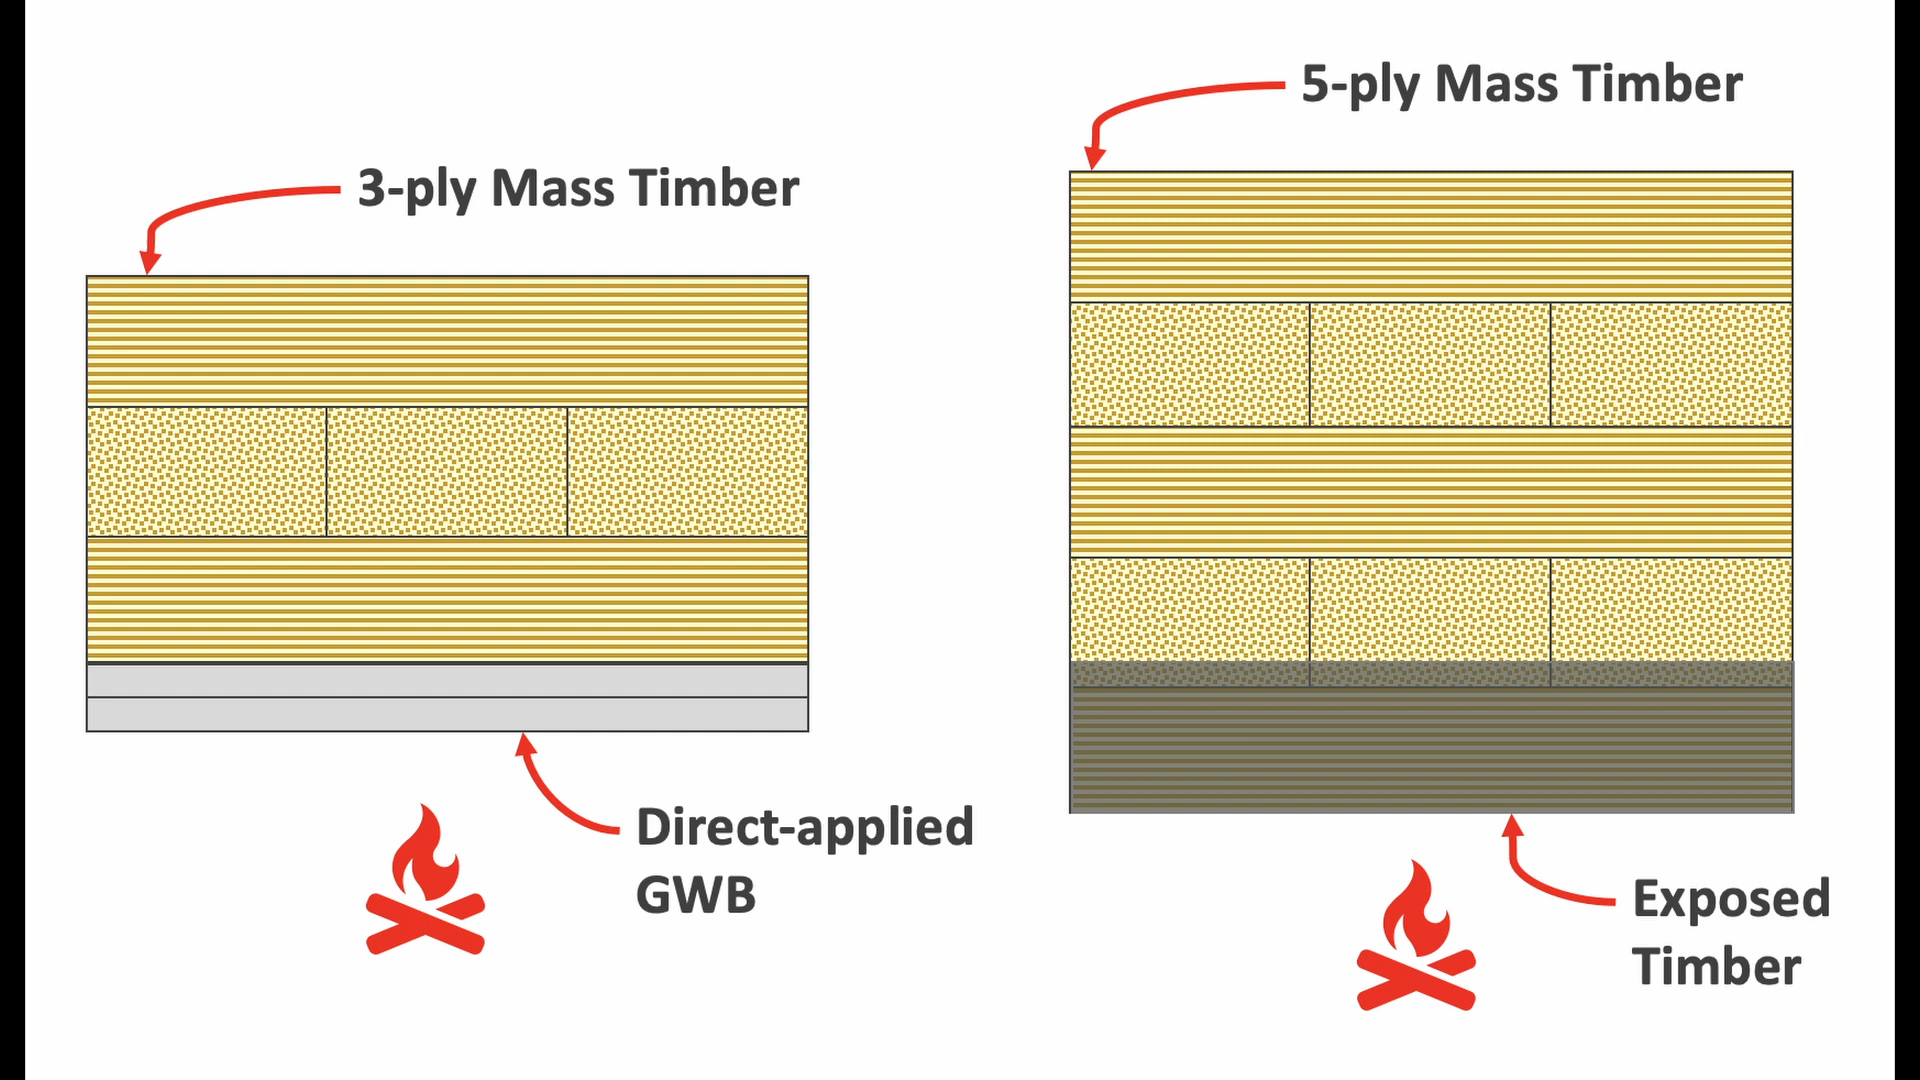 3-ply Mass Timber
Direct-applied
GWB
5-ply Mass Timber
Exposed
Timber